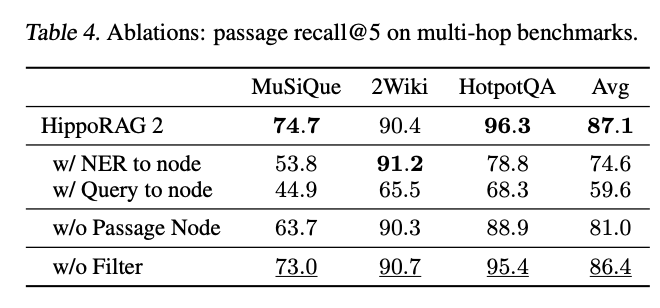 Table 4. Ablations: passage recall@5 on multi-hop benchmarks.
MuSiQue 2Wiki HotpotQA Avg
HippoRAG 2 74.7 90.4 96.3 87.1
w/ NER to node 53.8 91.2 78.8 74.6
w/ Query to node 44.9 65.5 68.3 59.6
w/o Passage Node 63.7 90.3 88.9 81.0
w/o Filter 73.0 90.7 95.4 86.4